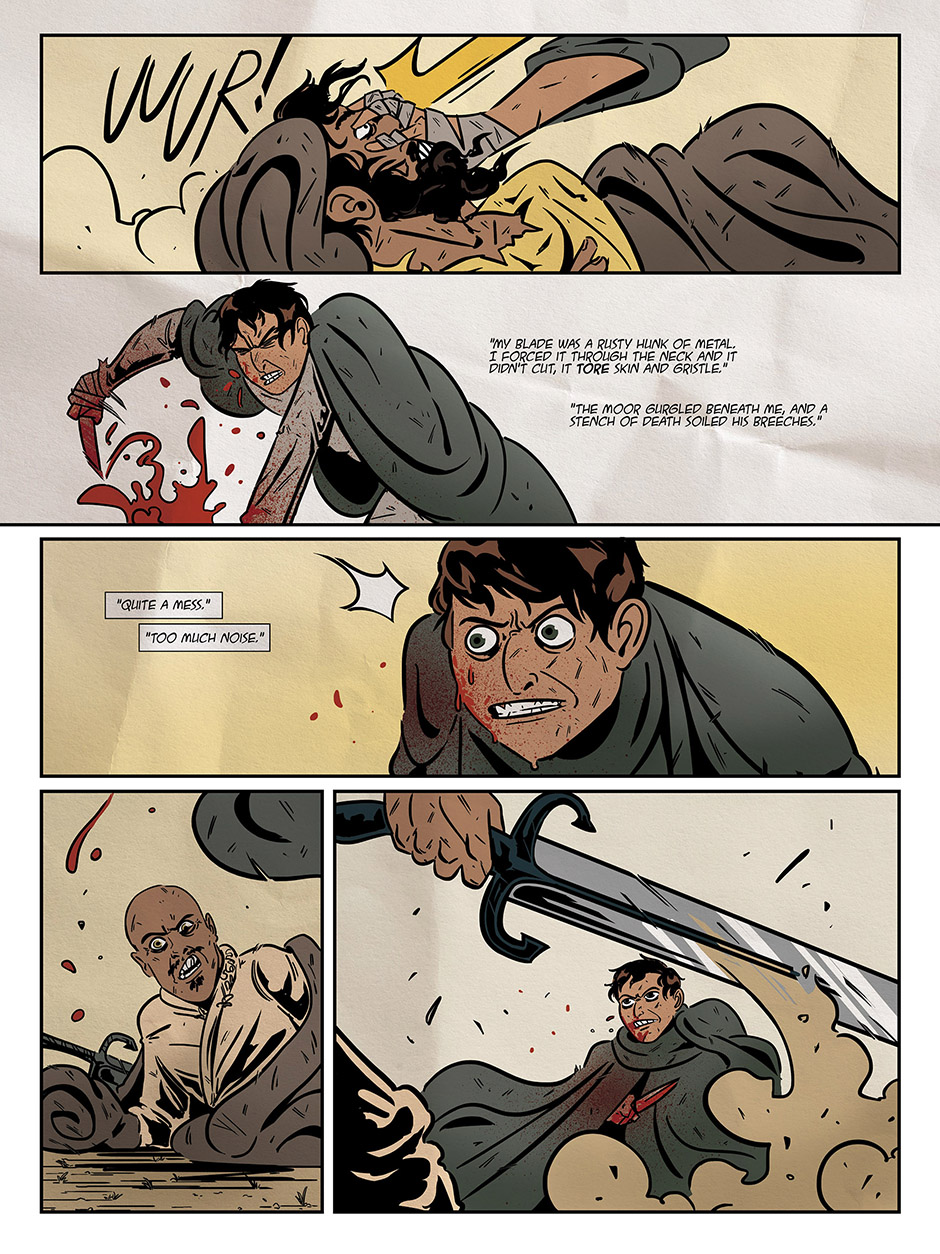 UUUR!
"MY BLADE WAS A RUSTY HUNK OF METAL.
I FORCED IT THROUGH THE NECK AND IT
DIDN'T CUT, IT TORE SKIN AND GRISTLE."
"THE MOOR GURGLED BENEATH ME, AND A
STENCH OF DEATH SOILED HIS BREECHES."
"QUITE A MESS."
"TOO MUCH NOISE."